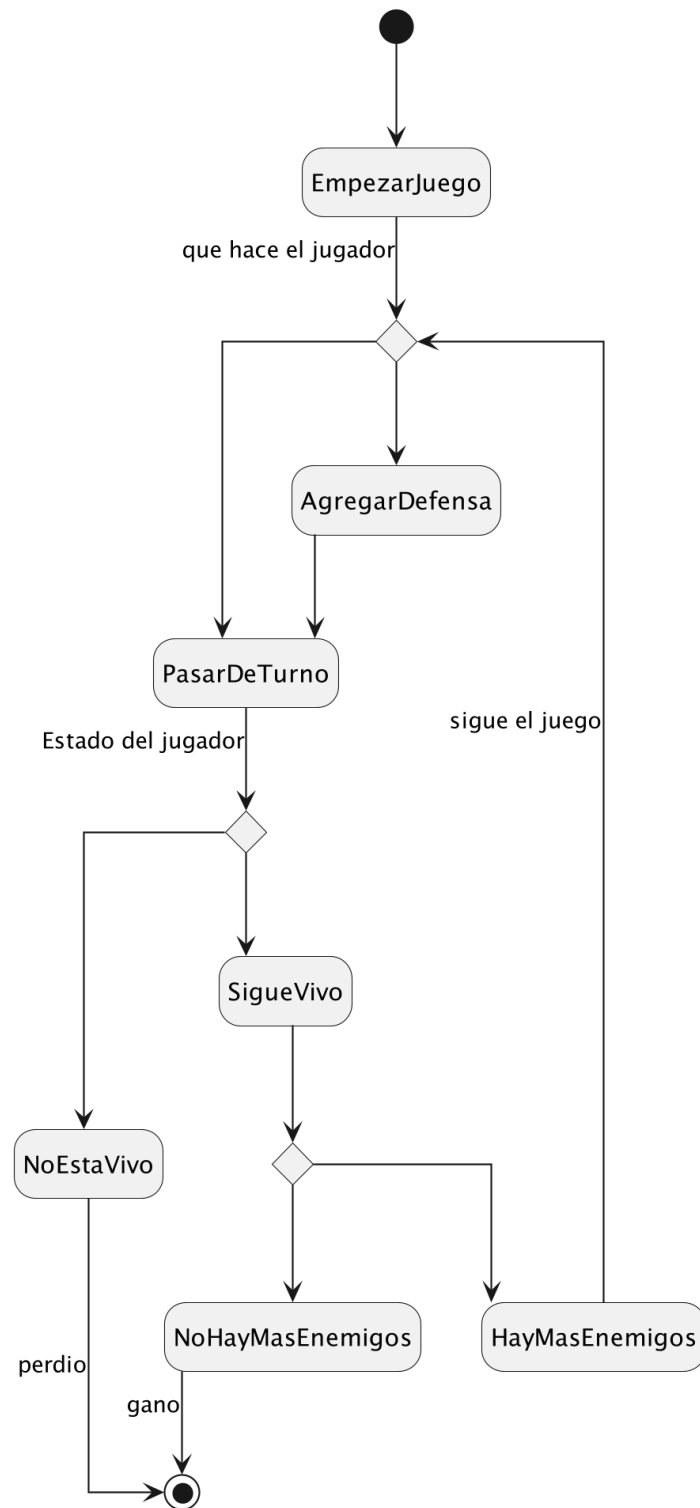 EmpezarJuego
que hace el jugador
AgregarDefensa
PasarDeTurno
sigue el juego
Estado del jugador
SigueVivo
NoEstaVivo
NoHayMasEnemigos
HayMasEnemigos
perdio
gano